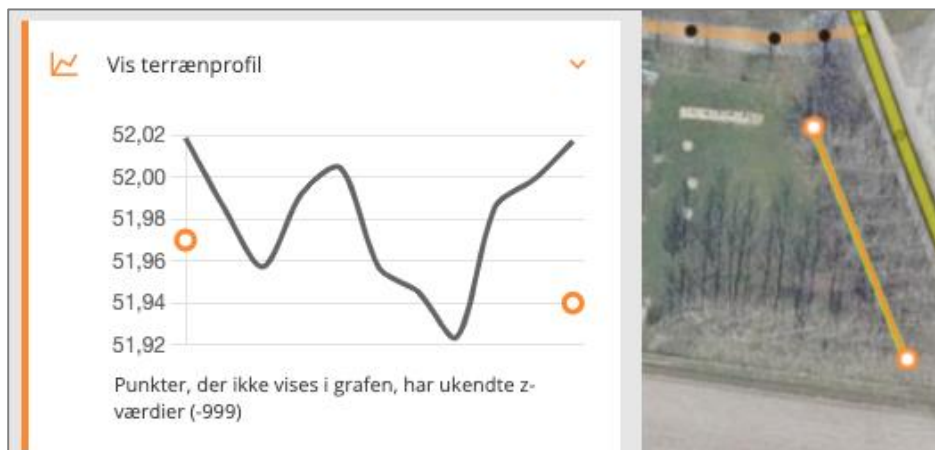 Vis terrænprofil
52,02
52,00
51,98
51,96
51,94
51,92
Punkter, der ikke vises i grafen, har ukendte z-
værdier (-999)